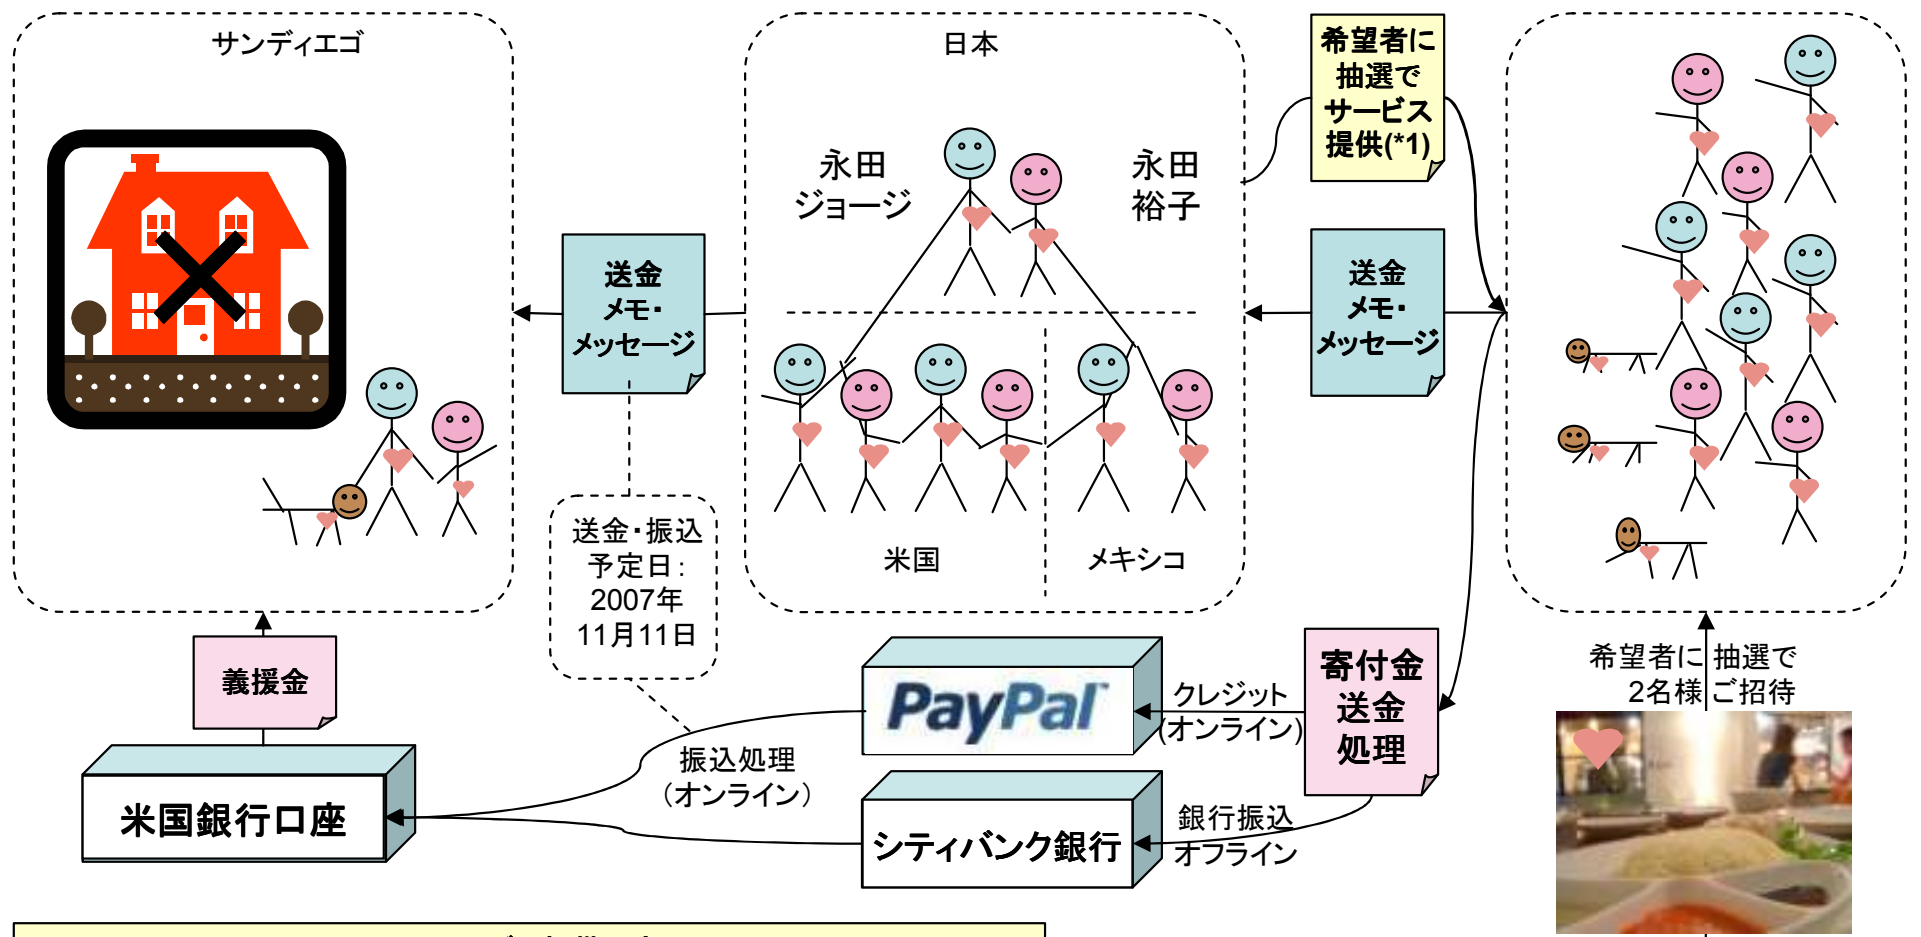 サンディエゴ
日本
希望者に
抽選で
サービス
提供(*1)
永田
ジョージ
永田
裕子
送金
メモ・
メッセージ
送金
メモ・
メッセージ
送金・振込
予定日：
2007年
11月11日
米国
メキシコ
義援金
PayPal
クレジット
(オンライン)
寄付金
送金
処理
希望者に 抽選で
2名様 ご招待
振込処理
（オンライン）
米国銀行口座
シティバンク銀行
銀行振込
オフライン